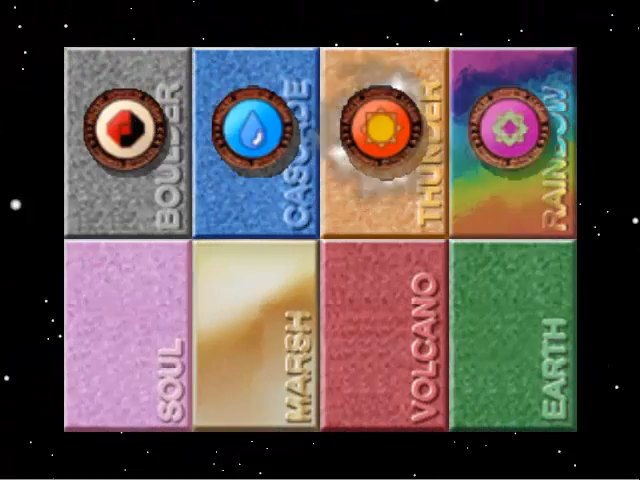 BOULDER
CASCADE
THUNDER
RAINBOW
SOUL
MARSH
VOLCANO
EARTH